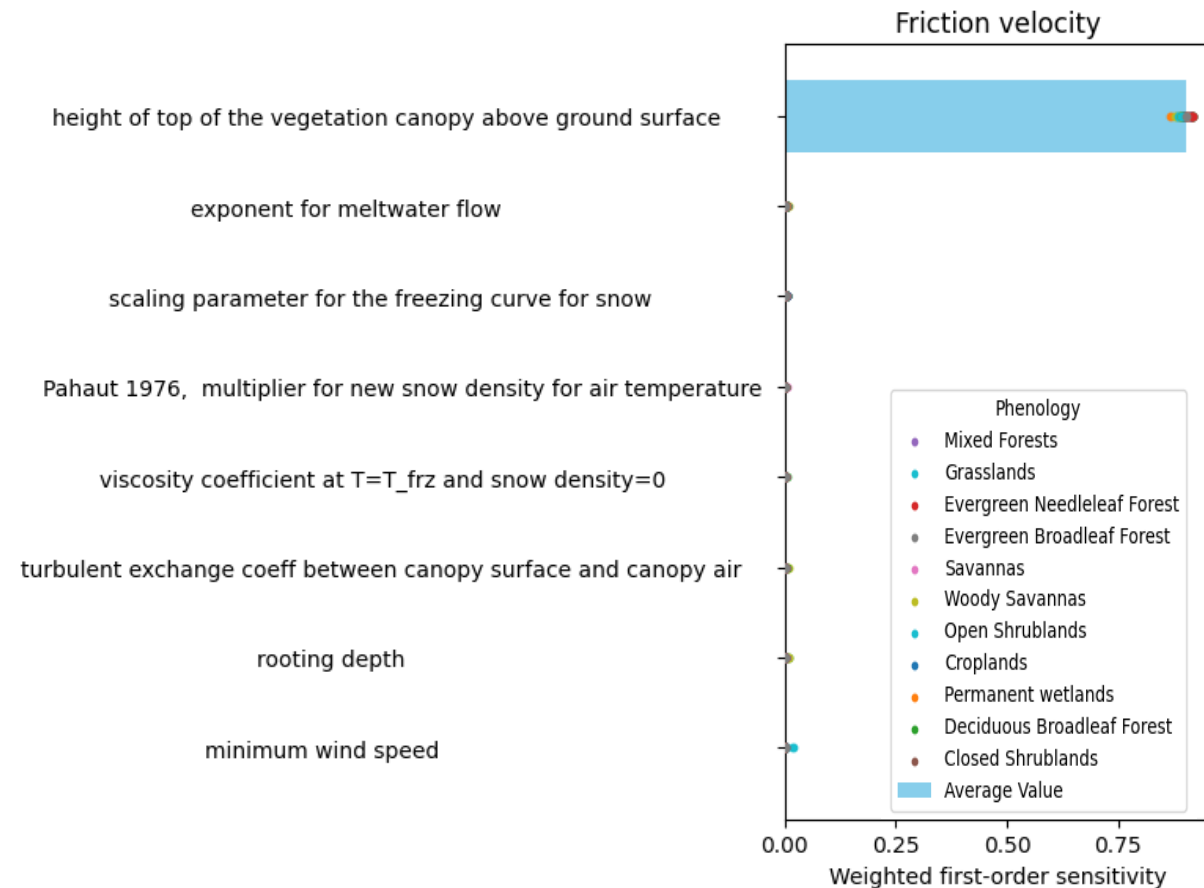 Friction velocity
height of top of the vegetation canopy above ground surface
exponent for meltwater flow
scaling parameter for the freezing curve for snow
Pahaut 1976,  multiplier for new snow density for air temperature
viscosity coefficient at T=T_frz and snow density=0
turbulent exchange coeff between canopy surface and canopy air
rooting depth
minimum wind speed
Phenology
Mixed Forests
Grasslands
Evergreen Needleleaf Forest
Evergreen Broadleaf Forest
Savannas
Woody Savannas
Open Shrublands
Croplands
Permanent wetlands
Deciduous Broadleaf Forest
Closed Shrublands
Average Value
0.00 0.25 0.50 0.75
Weighted first-order sensitivity